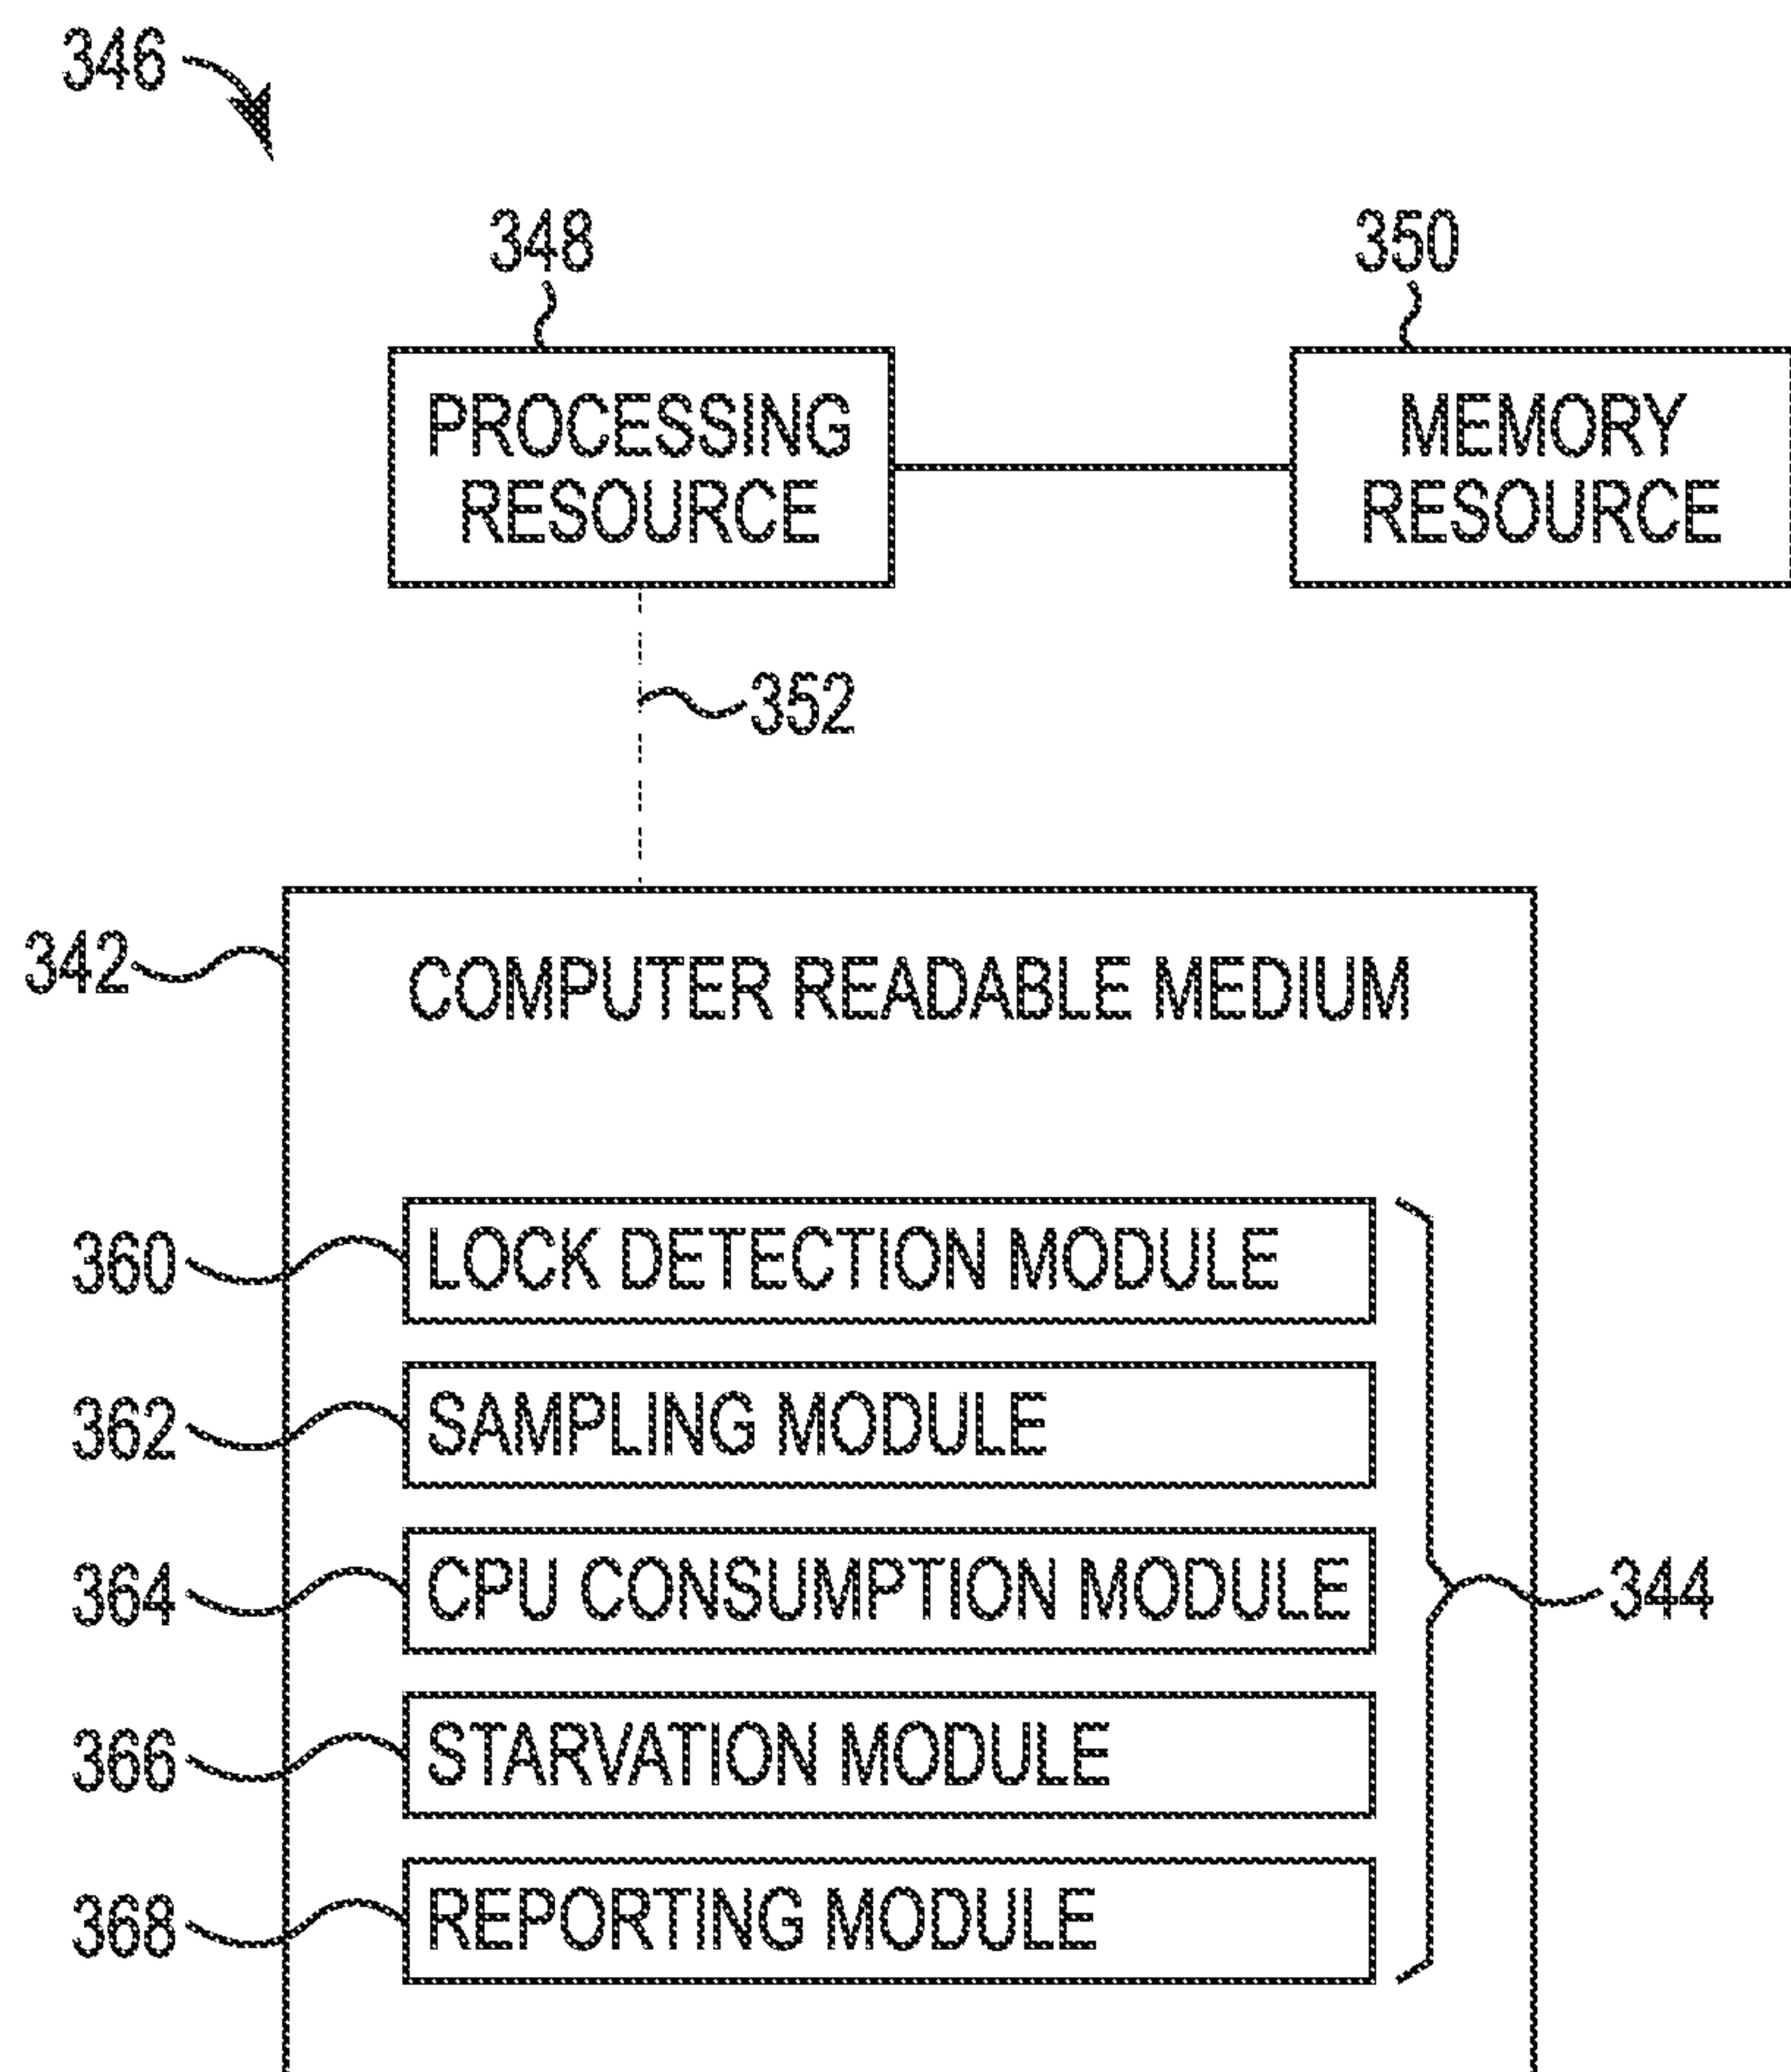 346
348
350
PROCESSING
RESOURCE
MEMORY
RESOURCE
352
342
COMPUTER READABLE MEDIUM
360
LOCK DETECTION MODULE
362
SAMPLING MODULE
364
CPU CONSUMPTION MODULE
344
366
STARVATION MODULE
368
REPORTING MODULE